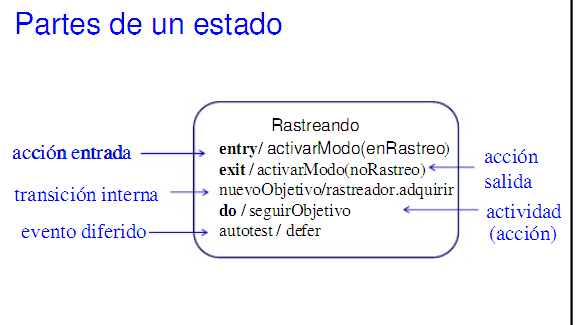 Partes de un estado
Rastreando
acción entrada
entry/ activarModo(enRastreo)
exit / activarModo(noRastreo)
acción
salida
transición interna
nuevoObjetivo/rastreador.adquirir
do / seguirObjetivo
actividad
(acción)
evento diferido
autotest / defer